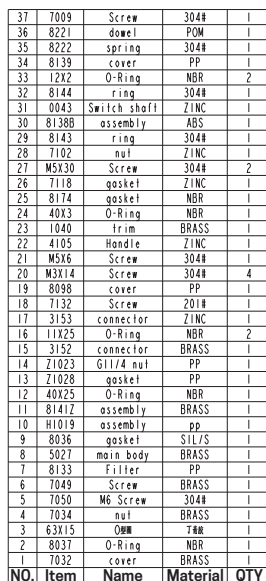 37 7009 Screw 304# 1
36 8221 dowel POM 1
35 8222 spring 304# 1
34 8139 cover PP 1
33 12X2 O-Ring NBR 2
32 8144 ring 304# 1
31 0043 Switch shaft ZINC 1
30 8138B assembly ABS 1
29 8143 ring 304# 1
28 7102 nut ZINC 1
27 M5X30 Screw 304# 2
26 7118 gasket ZINC 1
25 8174 gasket NBR 1
24 40X3 O-Ring NBR 1
23 1040 trim BRASS 1
22 4105 Handle ZINC 1
21 M5X6 Screw 304# 1
20 M3X14 Screw 304# 4
19 8098 cover PP 1
18 7132 Screw 201# 1
17 3153 connector ZINC 1
16 11X25 O-Ring NBR 2
15 3152 connector BRASS 1
14 Z1023 G11/4 nut PP 1
13 Z1028 gasket PP 1
12 40X25 O-Ring NBR 1
11 8141Z assembly BRASS 1
10 H1019 assembly pp 1
9 8036 gasket SIL/S 1
8 5027 main body BRASS 1
7 8133 Filter PP 1
6 7049 Screw BRASS 1
5 7050 M6 Screw 304# 1
4 7034 nut BRASS 1
3 63X15 O型圈 丁希胶 1
2 8037 O-Ring NBR 1
1 7032 cover BRASS 1
NO. Item Name Material QTY